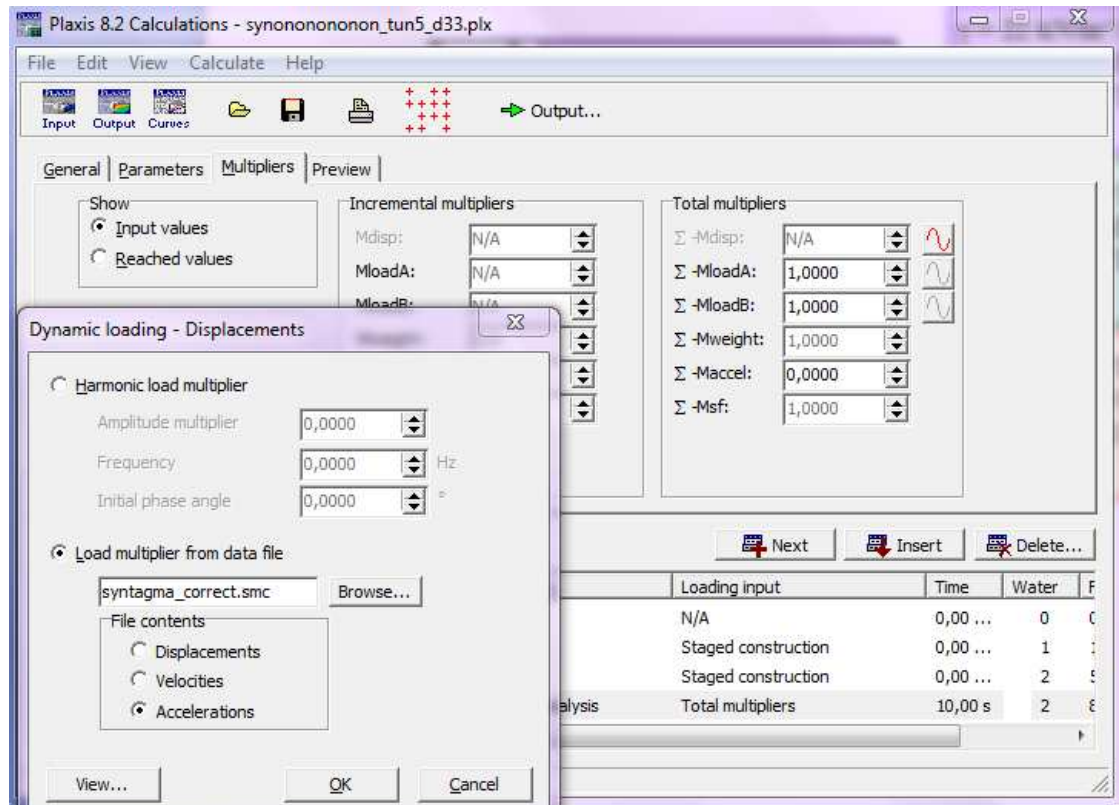 Plaxis 8.2 Calculations - synonononononon_tun5_d33.plx
File Edit View Calculate Help
Input Output Curves Output...
General Parameters Multipliers Preview
Show
Input values
Reached values
Incremental multipliers
Mdisp: N/A
MloadA: N/A
MloadB: N/A
Total multipliers
Σ -Mdisp: N/A
Σ -MloadA: 1,0000
Σ -MloadB: 1,0000
Σ -Mweight: 1,0000
Σ -Maccel: 0,0000
Σ -Msf: 1,0000
Dynamic loading - Displacements
Harmonic load multiplier
Amplitude multiplier 0,0000
Frequency 0,0000 Hz
Initial phase angle 0,0000 °
Load multiplier from data file
syntagma_correct.smc Browse...
File contents
Displacements
Velocities
Accelerations
View... OK Cancel
Next Insert Delete...
Loading input Time Water
N/A 0,00 ... 0
Staged construction 0,00 ... 1
Staged construction 0,00 ... 2
alysis Total multipliers 10,00 s 2